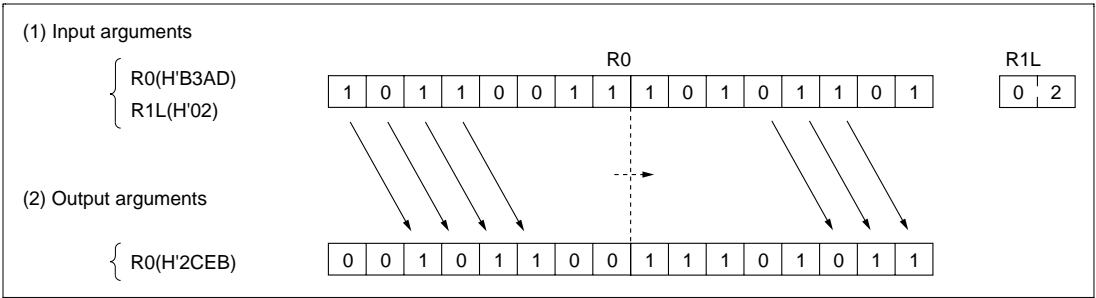 (1) Input arguments
R0 R1L
R0(H'B3AD)
R1L(H'02)
1 0 1 1 0 0 1 1 1 0 1 0 1 1 0 1 0 2
(2) Output arguments
R0(H'2CEB)
0 0 1 0 1 1 0 0 1 1 1 0 1 0 1 1